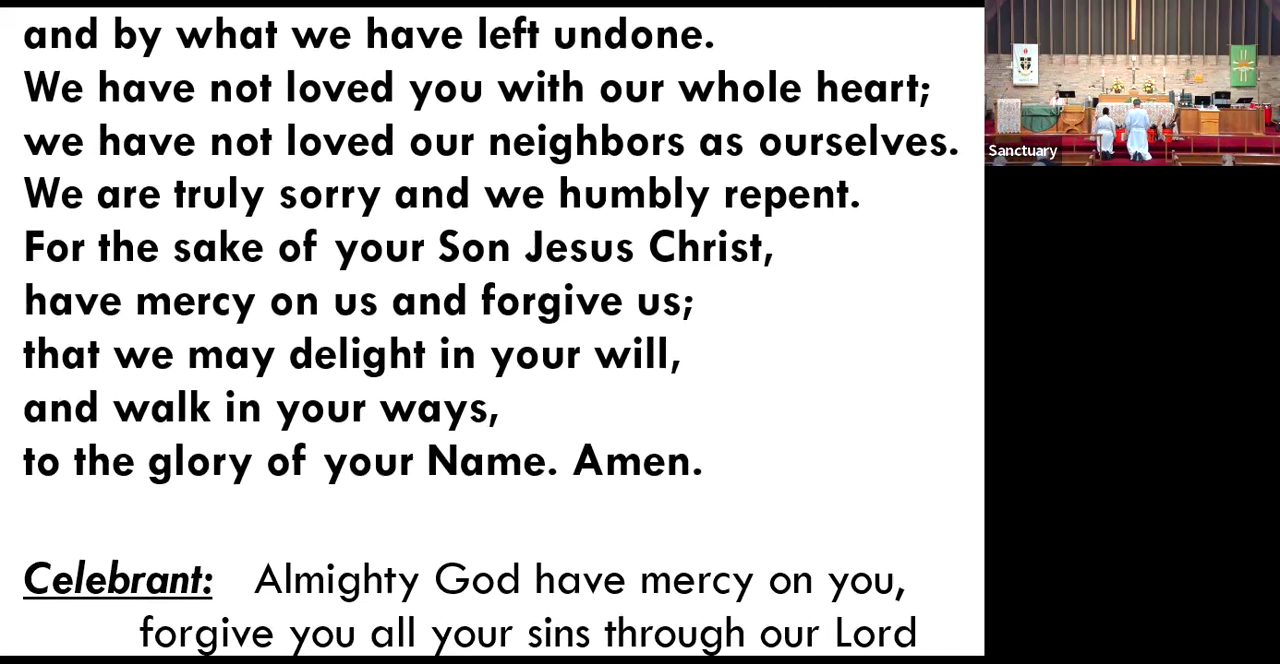 and by what we have left undone.
We have not loved you with our whole heart;
we have not loved our neighbors as ourselves.
We are truly sorry and we humbly repent.
For the sake of your Son Jesus Christ,
have mercy on us and forgive us;
that we may delight in your will,
and walk in your ways,
to the glory of your Name. Amen.
Celebrant: Almighty God have mercy on you,
forgive you all your sins through our Lord
Sanctuary